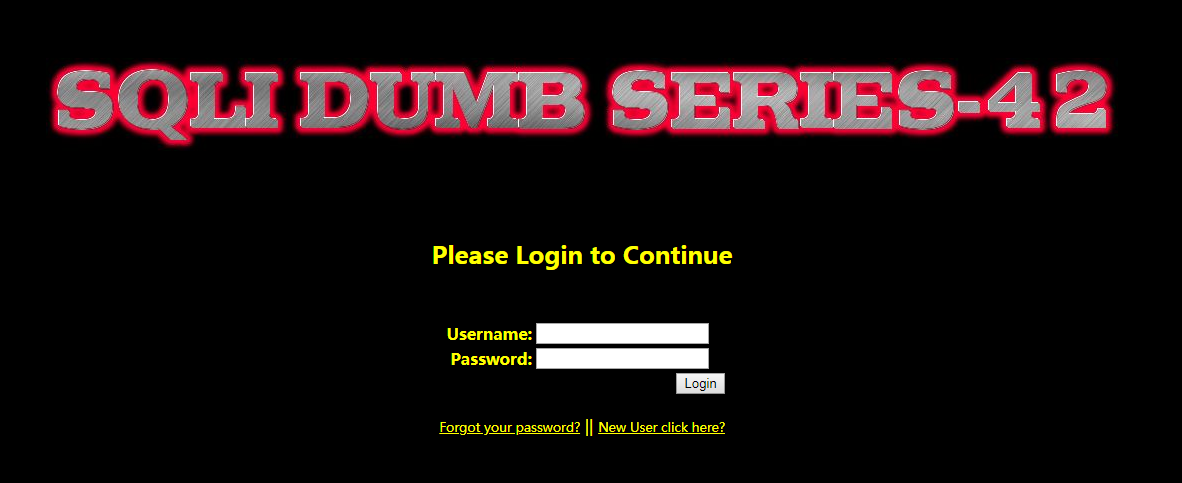 SQLI DUMB SERIES-42
Please Login to Continue
Username:
Password:
Login
Forgot your password? || New User click here?